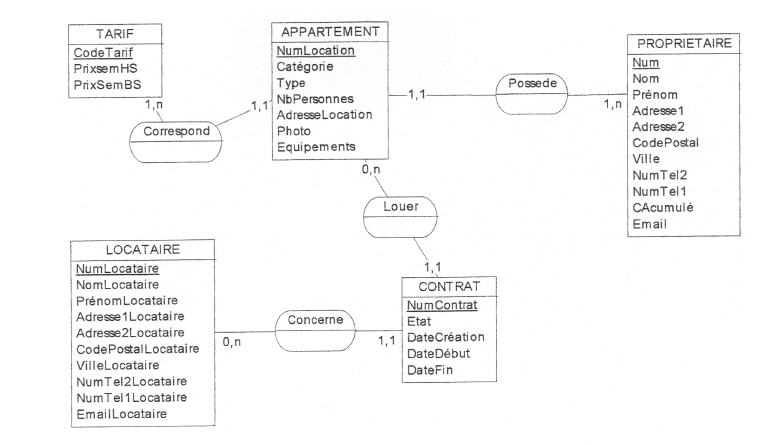 TARIF
CodeTarif
PrixsemHS
PrixSemBS
1,n
Correspond
1,1
APPARTEMENT
NumLocation
Catégorie
Type
NbPersonnes
AdresseLocation
Photo
Equipements
1,1
Possede
1,n
PROPRIETAIRE
Num
Nom
Prénom
Adresse1
Adresse2
CodePostal
Ville
NumTel2
NumTel1
CAcumulé
Email
0,n
Louer
1,1
LOCATAIRE
NumLocataire
NomLocataire
PrénomLocataire
Adresse1Locataire
Adresse2Locataire
CodePostalLocataire
VilleLocataire
NumTel2Locataire
NumTel1Locataire
EmailLocataire
0,n
Concerne
1,1
CONTRAT
NumContrat
Etat
DateCréation
DateDébut
DateFin